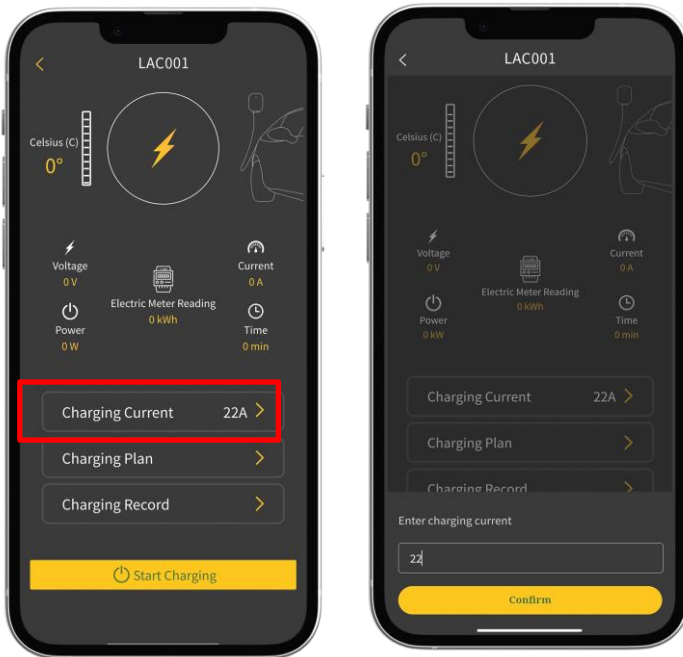 LAC001
Celsius (C)
0°
Voltage
0 V
Current
0 A
Electric Meter Reading
0 kWh
Power
0 W
Time
0 min
Charging Current 22A
Charging Plan
Charging Record
Start Charging
LAC001
Celsius (C)
0°
Voltage
0 V
Current
0 A
Electric Meter Reading
0 kWh
Power
0 kW
Time
0 min
Charging Current 22A
Charging Plan
Charging Record
Enter charging current
22
Confirm